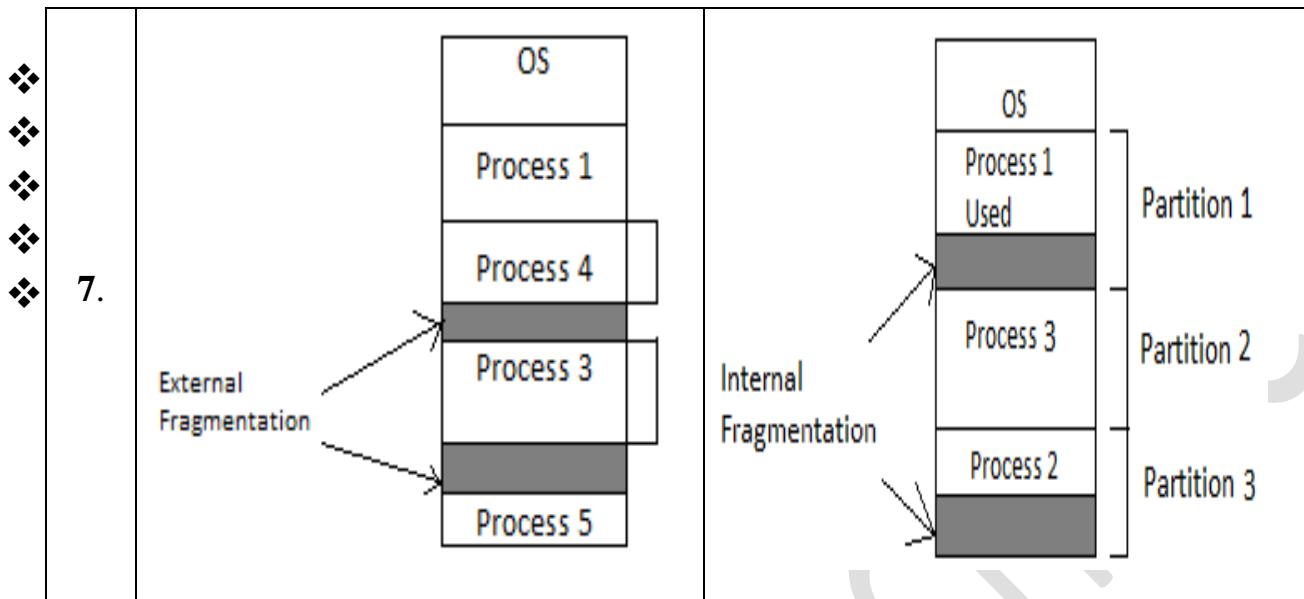 7.
OS
Process 1
Process 4
Process 3
Process 5
External
Fragmentation
OS
Process 1
Used
Process 3
Process 2
Partition 1
Partition 2
Partition 3
Internal
Fragmentation